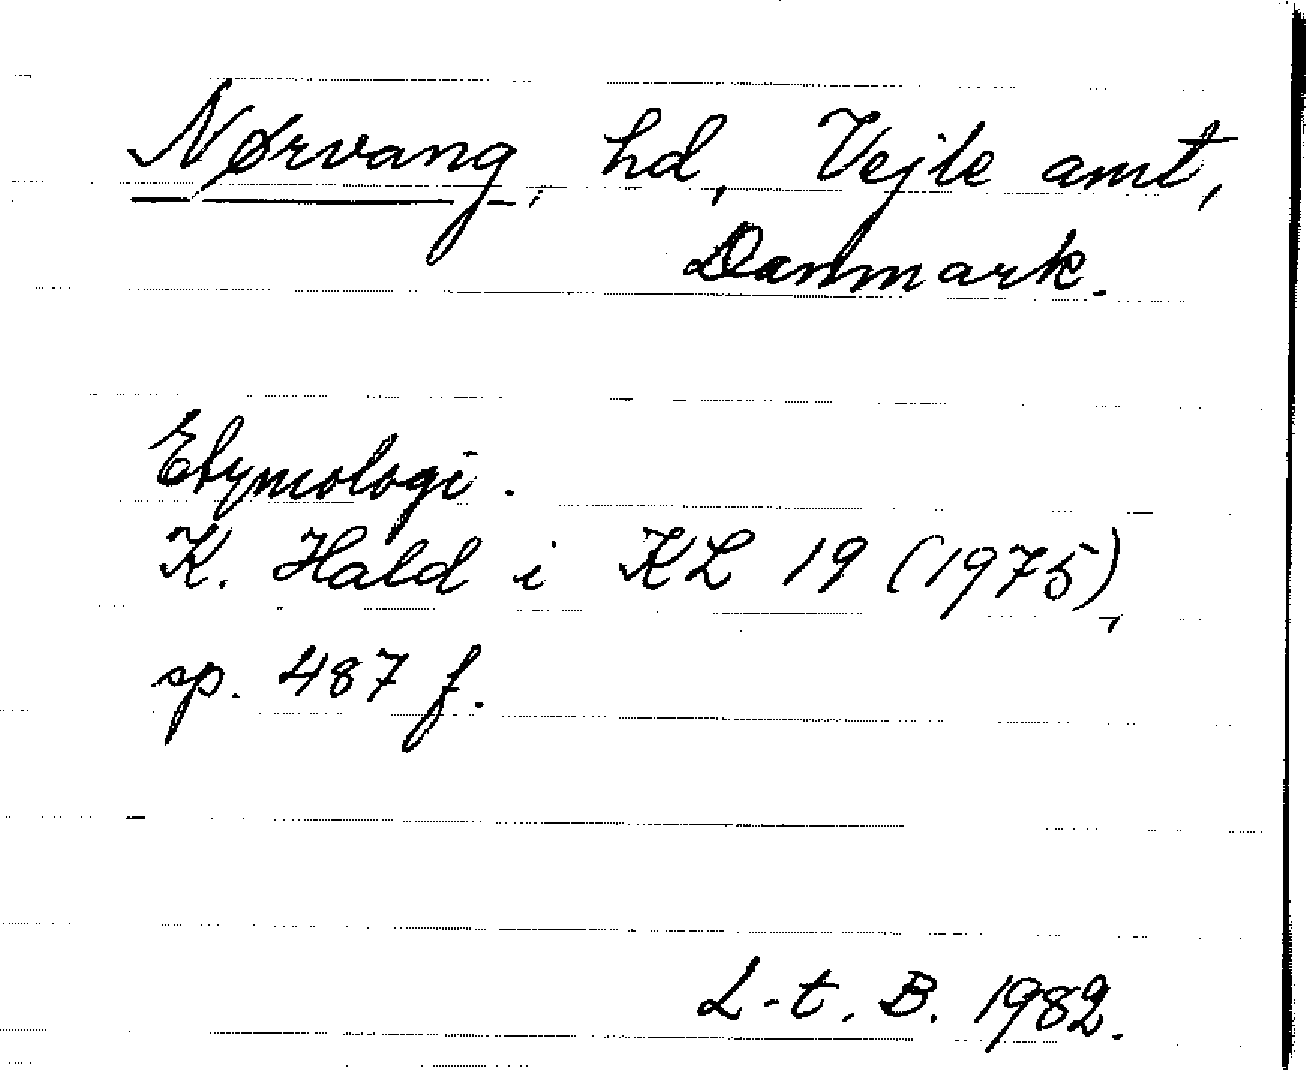 Nørvang, hd, Vejle amt,
Danmark.
Etymologi.
K. Hald i KL 19 (1975),
sp. 487 f.
L-t. B. 1982.